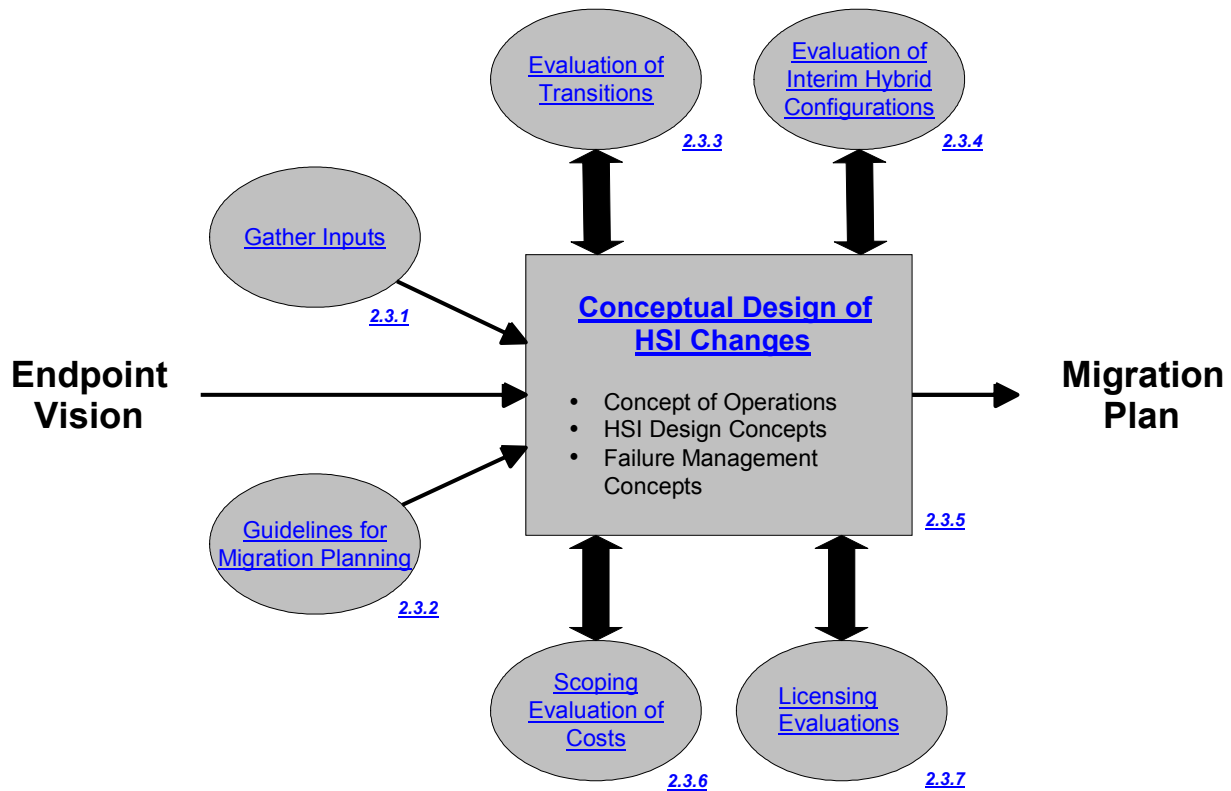 Evaluation of
Transitions
2.3.3
Evaluation of
Interim Hybrid
Configurations
2.3.4
Gather Inputs
2.3.1
Endpoint
Vision
Guidelines for
Migration Planning
2.3.2
Conceptual Design of
HSI Changes
• Concept of Operations
• HSI Design Concepts
• Failure Management
Concepts
2.3.5
Migration
Plan
Scoping
Evaluation of
Costs
2.3.6
Licensing
Evaluations
2.3.7